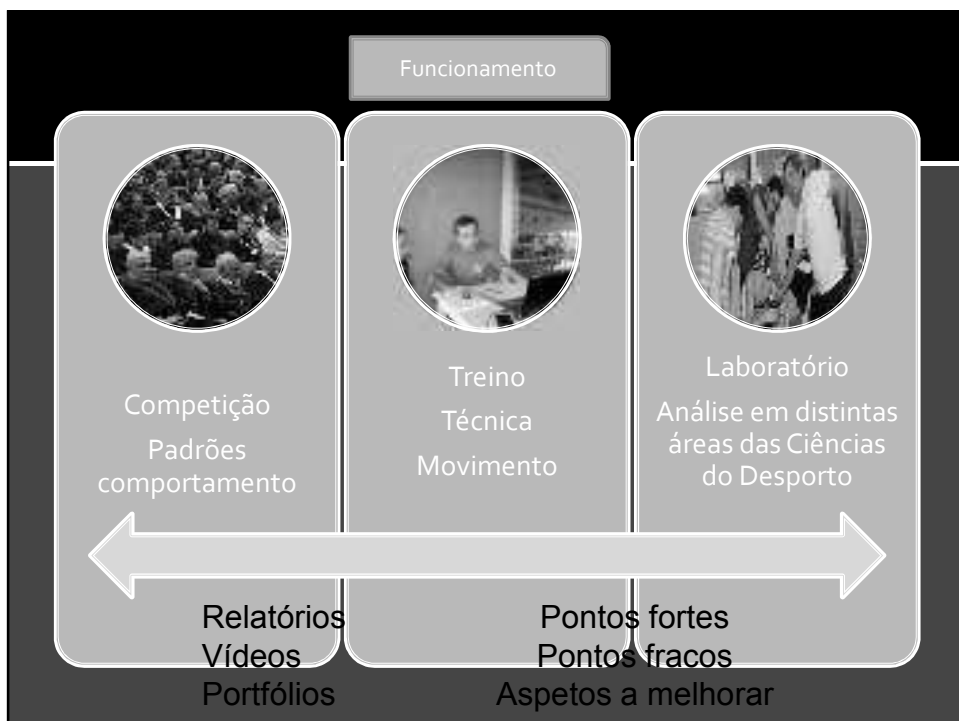 Funcionamento
Competição
Padrões
comportamento
Treino
Técnica
Movimento
Laboratório
Análise em distintas
áreas das Ciências
do Desporto
Relatórios
Vídeos
Portfólios
Pontos fortes
Pontos fracos
Aspetos a melhorar